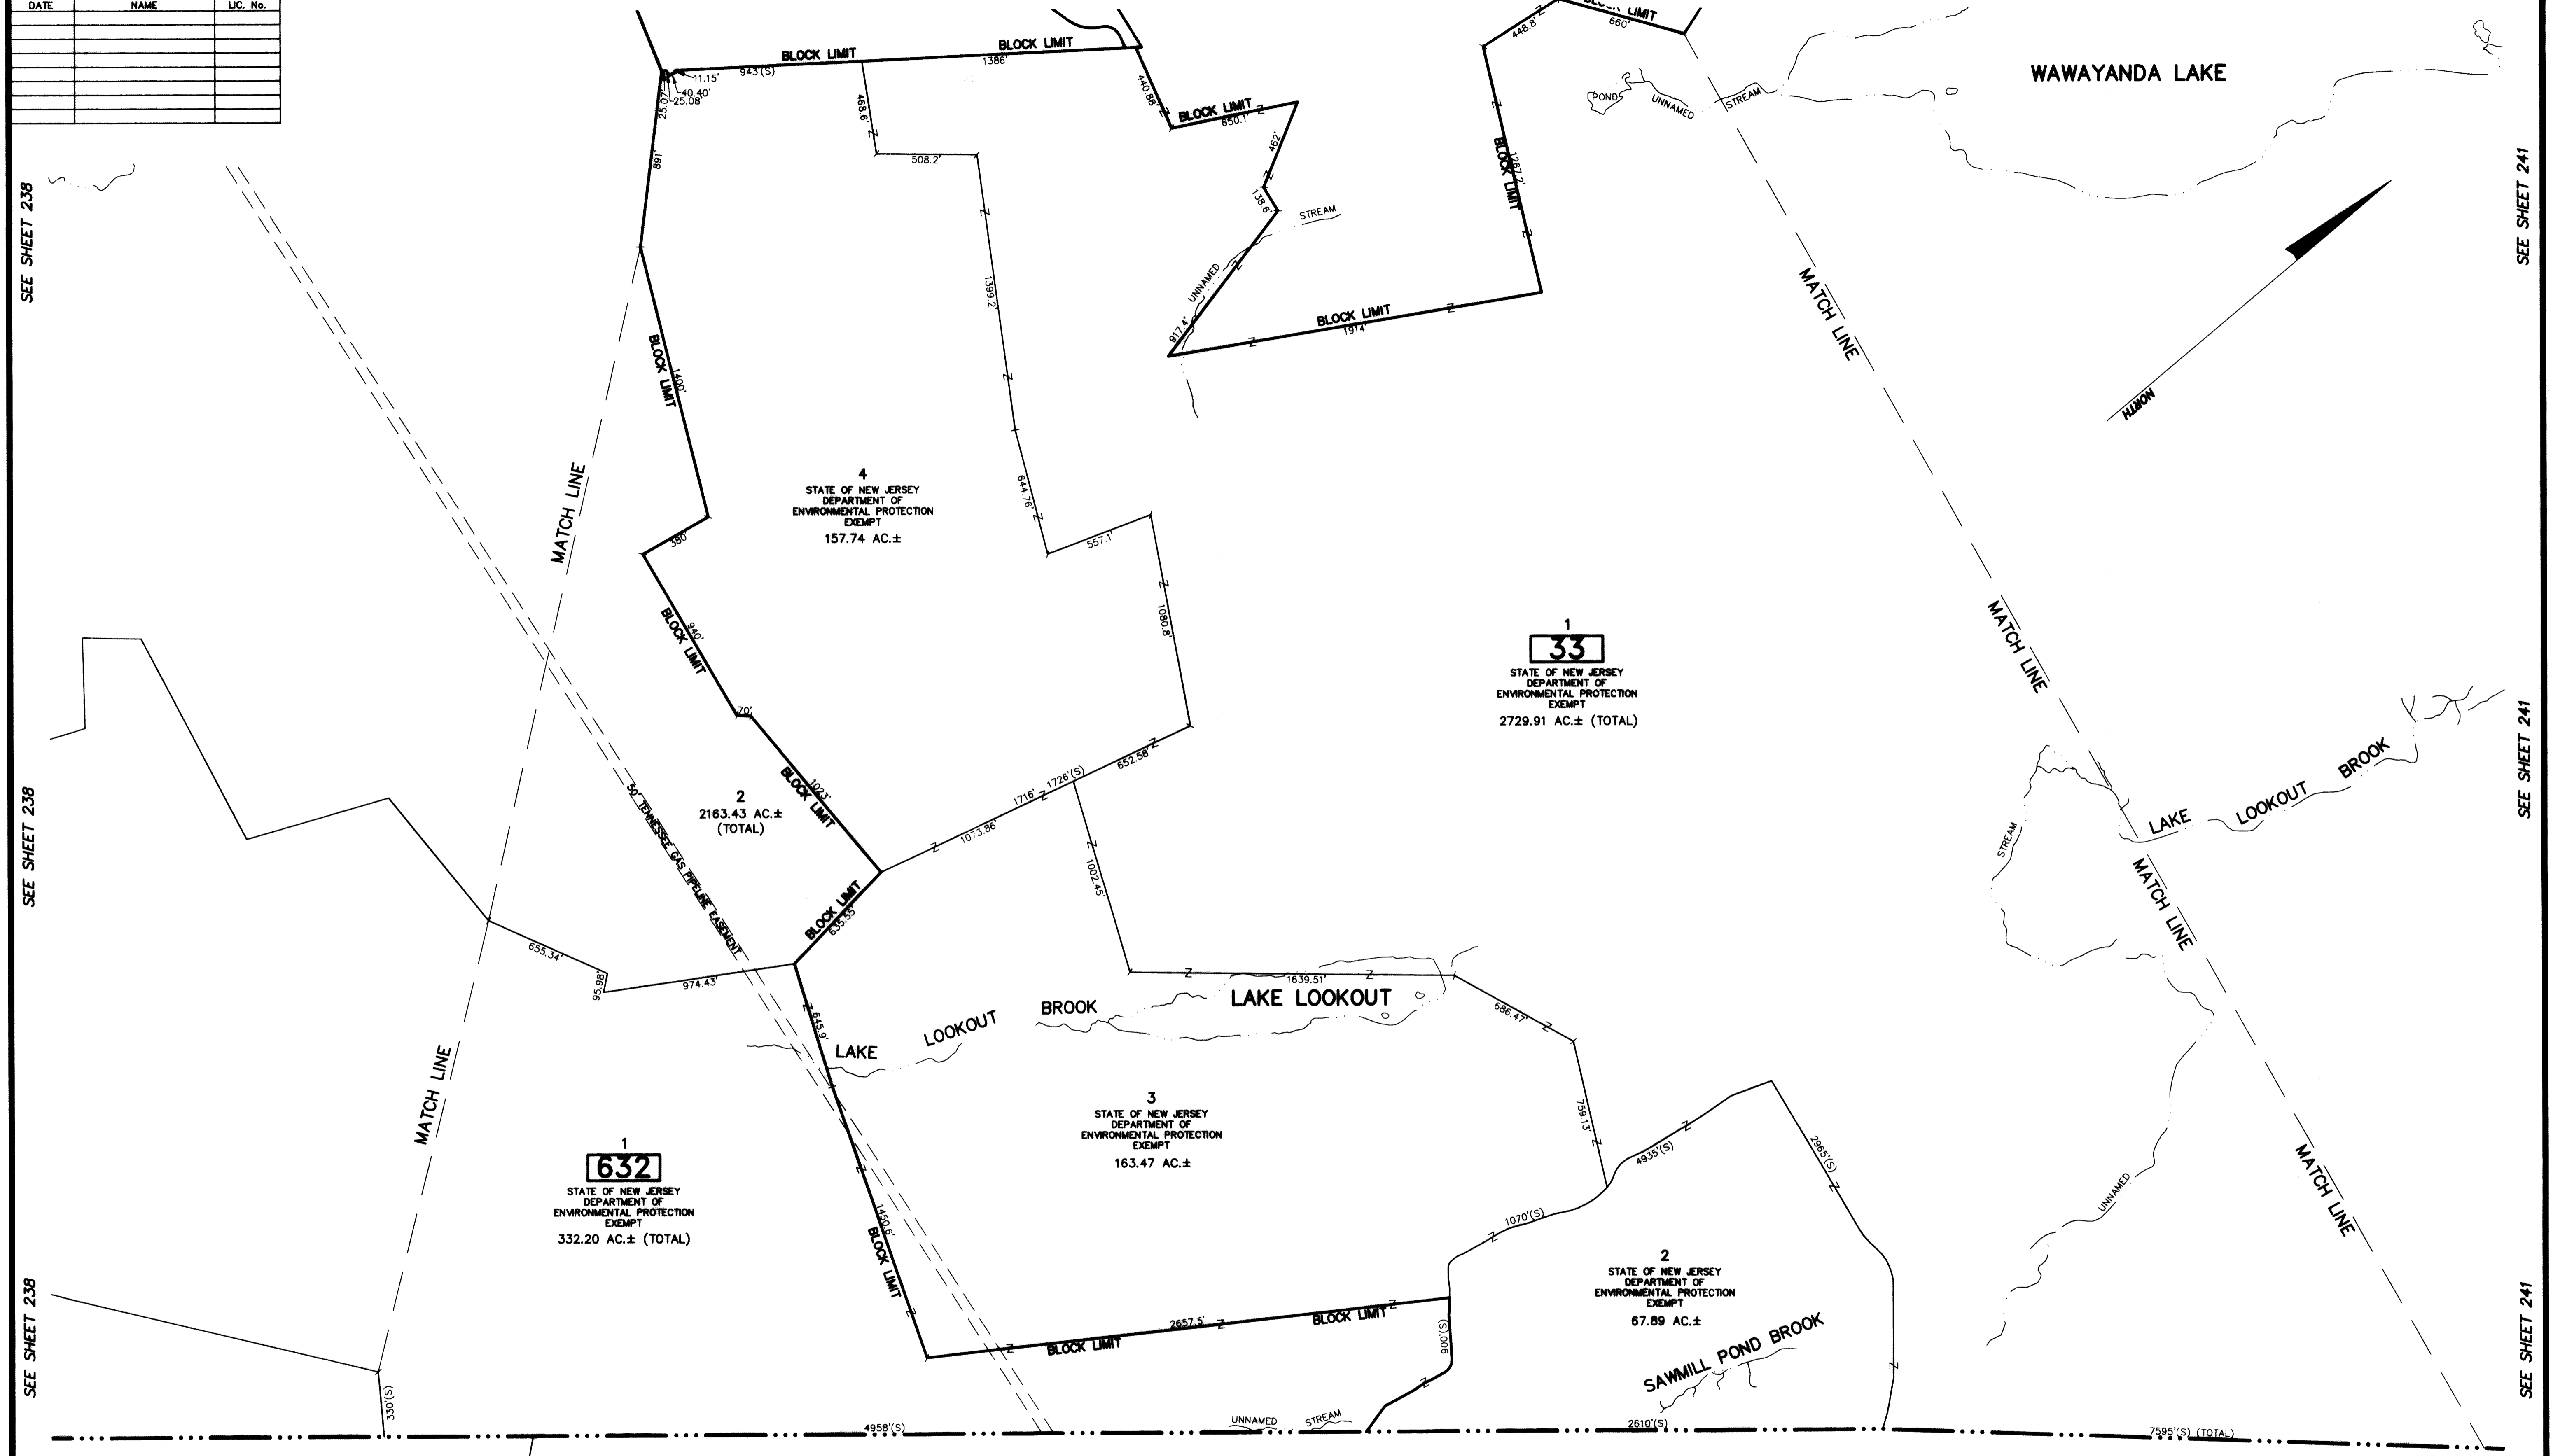 DATE NAME LIC. No.
BLOCK LIMIT
BLOCK LIMIT
943'(S)
1386'
11.15'
40.40'
25.08'
25.07'
891'
468.6'
508.2'
440.88'
BLOCK LIMIT
650.1'
462'
138.6'
UNNAMED
STREAM
917.4'
BLOCK LIMIT
1914'
448.8'
BLOCK LIMIT
660'
BLOCK LIMIT
1267.2'
POND
UNNAMED
STREAM
WAWAYANDA LAKE
SEE SHEET 238
SEE SHEET 241
NORTH
MATCH LINE
MATCH LINE
BLOCK LIMIT
1400'
1399.2'
644.76'
557.1'
1080.8'
4
STATE OF NEW JERSEY
DEPARTMENT OF
ENVIRONMENTAL PROTECTION
EXEMPT
157.74 AC.±
380'
BLOCK LIMIT
940'
70'
BLOCK LIMIT
1023'
1
33
STATE OF NEW JERSEY
DEPARTMENT OF
ENVIRONMENTAL PROTECTION
EXEMPT
2729.91 AC.± (TOTAL)
MATCH LINE
SEE SHEET 238
SEE SHEET 241
2
2163.43 AC.±
(TOTAL)
50' TENNESSEE GAS PIPELINE EASEMENT
652.58'
1726'(S)
1716'
1073.86'
1002.45'
BLOCK LIMIT
635.55'
655.34'
95.98'
974.43'
645.9'
LAKE
LOOKOUT
BROOK
1639.51'
LAKE LOOKOUT
686.47'
759.13'
STREAM
LAKE
LOOKOUT
BROOK
MATCH LINE
MATCH LINE
3
STATE OF NEW JERSEY
DEPARTMENT OF
ENVIRONMENTAL PROTECTION
EXEMPT
163.47 AC.±
1
632
STATE OF NEW JERSEY
DEPARTMENT OF
ENVIRONMENTAL PROTECTION
EXEMPT
332.20 AC.± (TOTAL)
1450.6'
BLOCK LIMIT
4935'(S)
1070'(S)
2965'(S)
UNNAMED
MATCH LINE
2
STATE OF NEW JERSEY
DEPARTMENT OF
ENVIRONMENTAL PROTECTION
EXEMPT
67.89 AC.±
SAWMILL POND BROOK
2657.5'
BLOCK LIMIT
BLOCK LIMIT
900'(S)
SEE SHEET 238
SEE SHEET 241
330'(S)
4958'(S)
UNNAMED
STREAM
2610'(S)
7595'(S) (TOTAL)